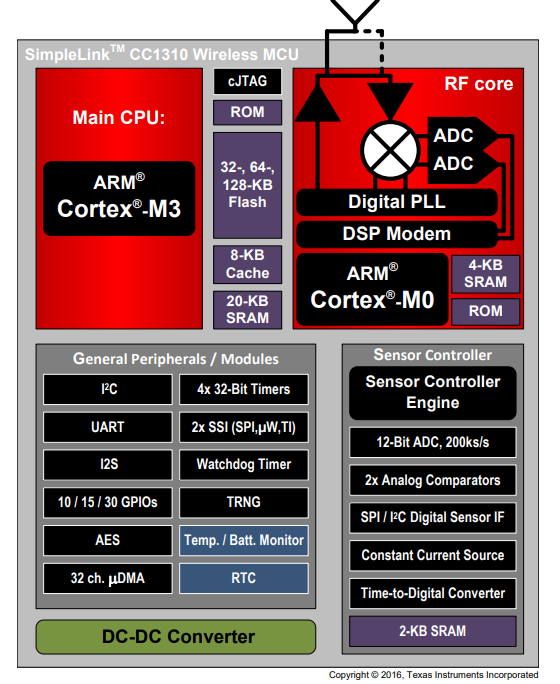 SimpleLink™ CC1310 Wireless MCU
Main CPU:
ARM®
Cortex®-M3
cJTAG
ROM
32-, 64-,
128-KB
Flash
8-KB
Cache
20-KB
SRAM
RF core
ADC
ADC
Digital PLL
DSP Modem
ARM®
Cortex®-M0
4-KB
SRAM
ROM
General Peripherals / Modules
I²C
4x 32-Bit Timers
UART
2x SSI (SPI,µW,TI)
I2S
Watchdog Timer
10 / 15 / 30 GPIOs
TRNG
AES
Temp. / Batt. Monitor
32 ch. µDMA
RTC
Sensor Controller
Sensor Controller
Engine
12-Bit ADC, 200ks/s
2x Analog Comparators
SPI / I²C Digital Sensor IF
Constant Current Source
Time-to-Digital Converter
2-KB SRAM
DC-DC Converter
Copyright © 2016, Texas Instruments Incorporated